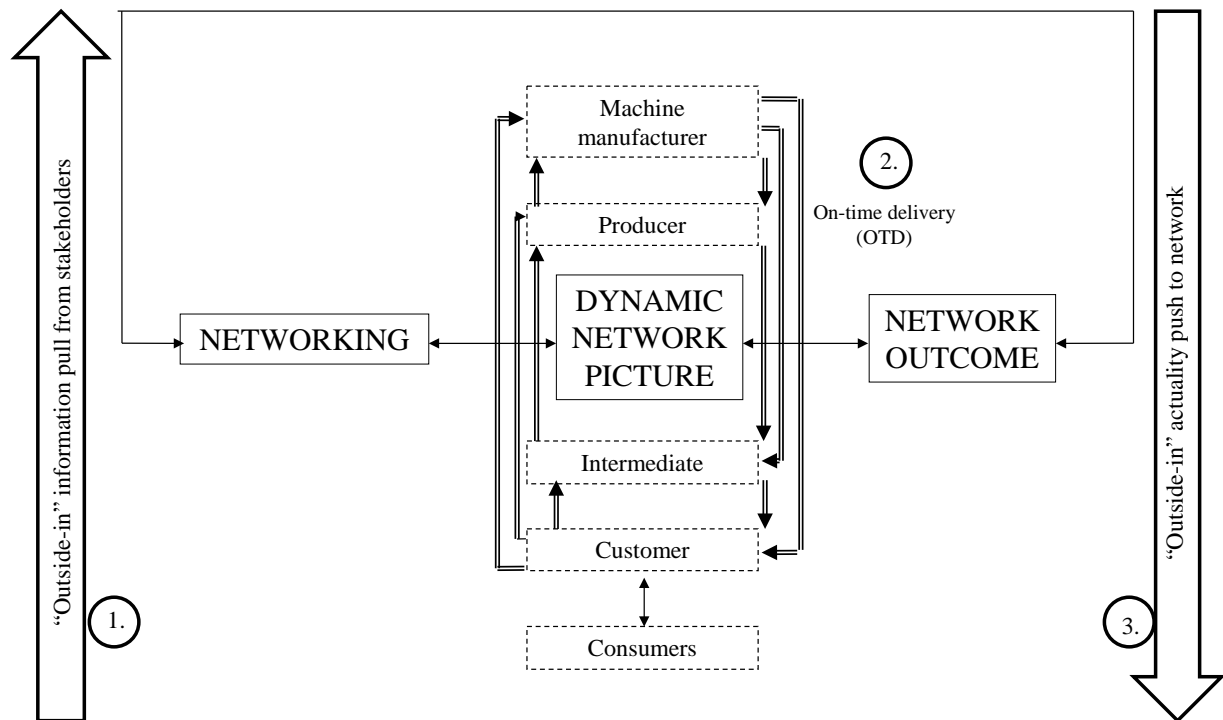 “Outside-in” information pull from stakeholders
1.
Machine
manufacturer
2.
On-time delivery
(OTD)
Producer
NETWORKING
DYNAMIC
NETWORK
PICTURE
NETWORK
OUTCOME
Intermediate
Customer
Consumers
“Outside-in” actuality push to network
3.